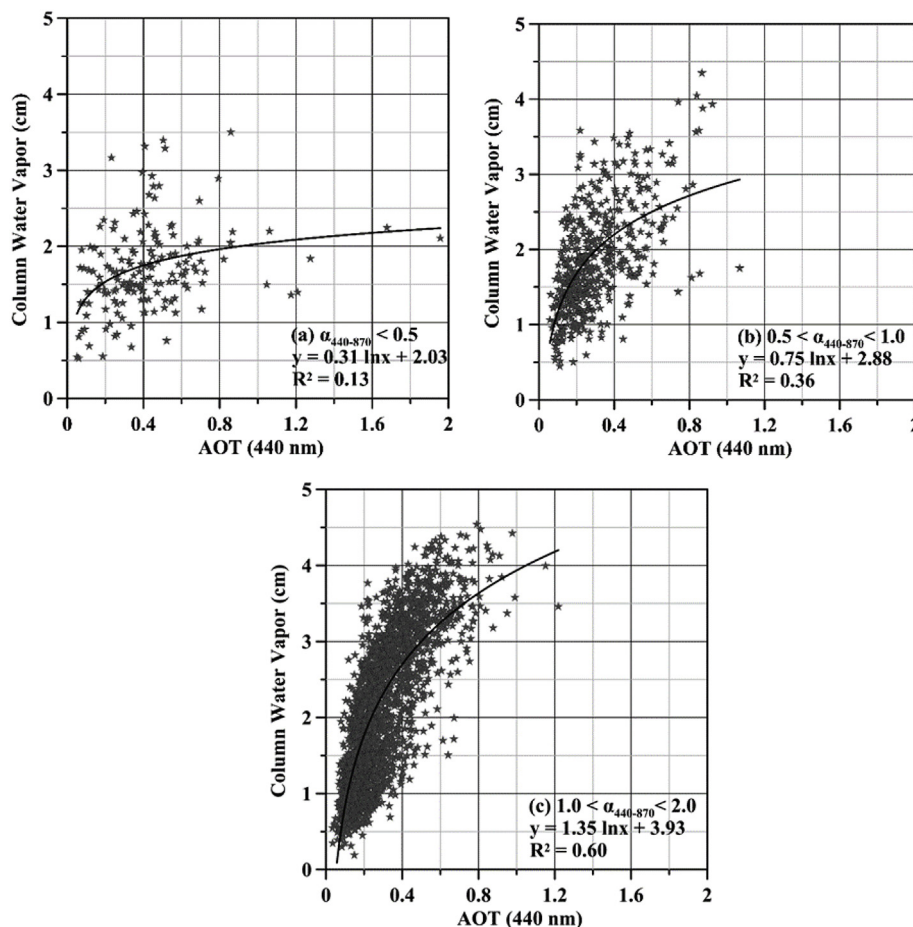 5
4
3
2
1
0
Column Water Vapor (cm)
(a) α440-870 < 0.5
y = 0.31 lnx + 2.03
R² = 0.13
0 0.4 0.8 1.2 1.6 2
AOT (440 nm)
5
4
3
2
1
0
Column Water Vapor (cm)
(b) 0.5 < α440-870 < 1.0
y = 0.75 lnx + 2.88
R² = 0.36
0 0.4 0.8 1.2 1.6 2
AOT (440 nm)
5
4
3
2
1
0
Column Water Vapor (cm)
(c) 1.0 < α440-870 < 2.0
y = 1.35 lnx + 3.93
R² = 0.60
0 0.4 0.8 1.2 1.6 2
AOT (440 nm)